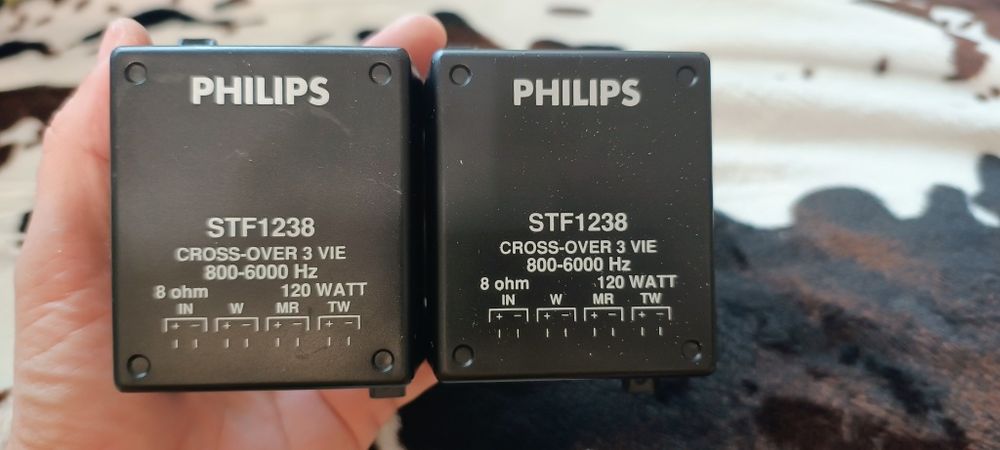 PHILIPS
STF1238
CROSS-OVER 3 VIE
800-6000 Hz
8 ohm 120 WATT
IN W MR TW
+ − + − + − + −
PHILIPS
STF1238
CROSS-OVER 3 VIE
800-6000 Hz
8 ohm 120 WATT
IN W MR TW
+ − + − + − + −